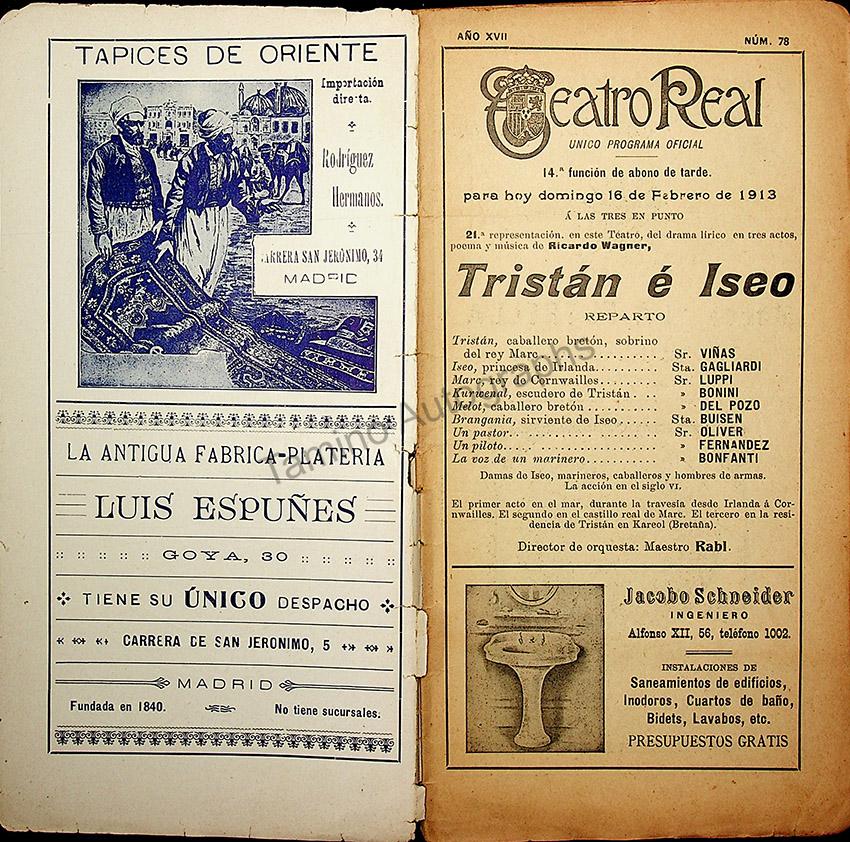 TAPICES DE ORIENTE
Importación
directa.
Rodríguez
Hermanos.
CARRERA SAN JERÓNIMO, 34
MADRID
LA ANTIGUA FABRICA-PLATERIA
LUIS ESPUÑES
GOYA, 30
TIENE SU ÚNICO DESPACHO
CARRERA DE SAN JERONIMO, 5
MADRID
Fundada en 1840. No tiene sucursales.
AÑO XVII NÚM. 78
Teatro Real
UNICO PROGRAMA OFICIAL
14.ª función de abono de tarde.
para hoy domingo 16 de Febrero de 1913
Á LAS TRES EN PUNTO
21.ª representación, en este Teatro, del drama lírico en tres actos,
poema y música de Ricardo Wagner,
Tristán é Iseo
REPARTO
Tristán, caballero bretón, sobrino
del rey Marc.......... Sr. VIÑAS
Iseo, princesa de Irlanda........ Sta. GAGLIARDI
Marc, rey de Cornwailles........ Sr. LUPPI
Kurwenal, escudero de Tristán... » BONINI
Melot, caballero bretón......... » DEL POZO
Brangania, sirviente de Iseo..... Sta. BUISEN
Un pastor.................. Sr. OLIVER
Un piloto.................. » FERNANDEZ
La voz de un marinero.......... » BONFANTI
Damas de Iseo, marineros, caballeros y hombres de armas.
La acción en el siglo VI.
El primer acto en el mar, durante la travesía desde Irlanda á Cor-
nwailles. El segundo en el castillo real de Marc. El tercero en la resi-
dencia de Tristán en Kareol (Bretaña).
Director de orquesta: Maestro Rabl.
Jacobo Schneider
INGENIERO
Alfonso XII, 56, teléfono 1002.
INSTALACIONES DE
Saneamientos de edificios,
Inodoros, Cuartos de baño,
Bidets, Lavabos, etc.
PRESUPUESTOS GRATIS
Tamino Autographs